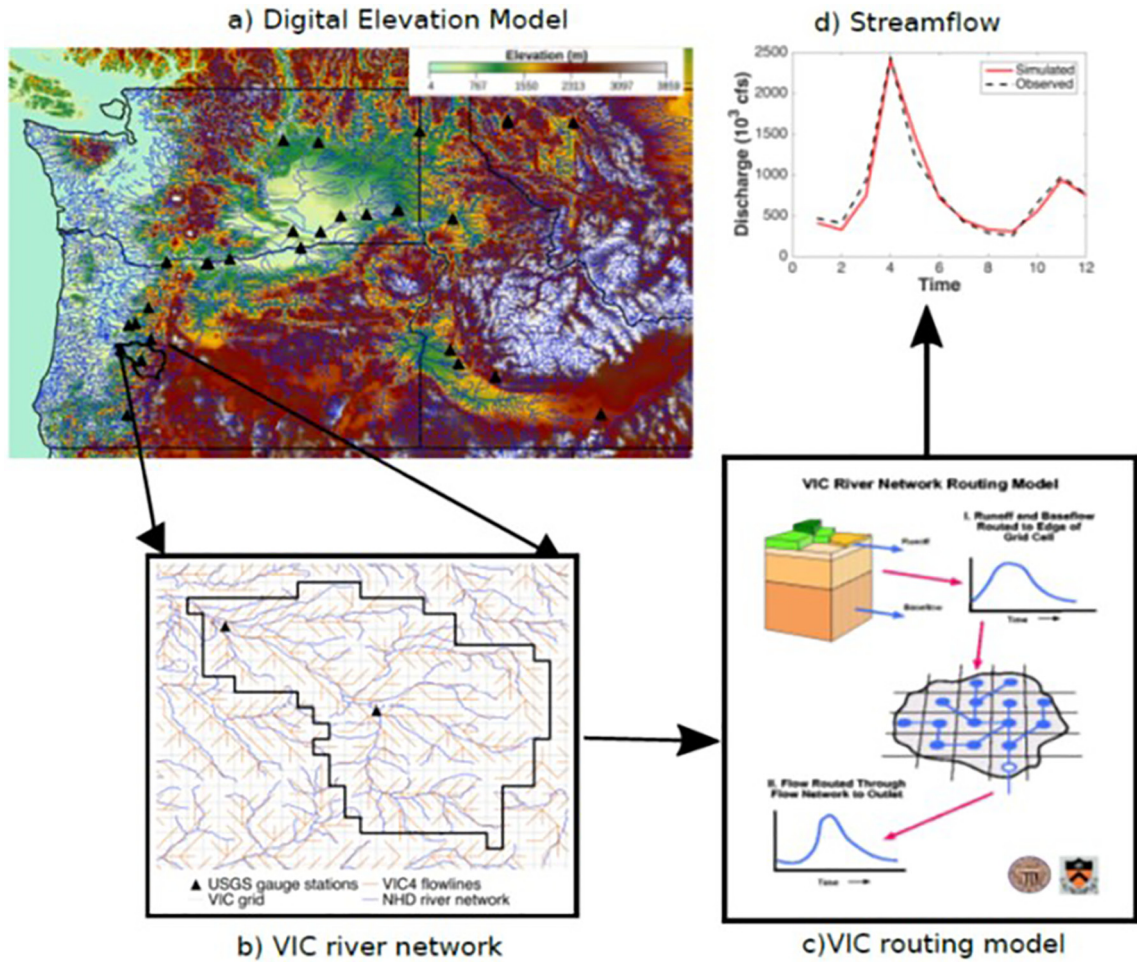 a) Digital Elevation Model
Elevation (m)
4 767 1550 2313 3097 3859
d) Streamflow
2500
2000
1500
1000
500
0
Discharge (10³ cfs)
Simulated
Observed
0 2 4 6 8 10 12
Time
VIC River Network Routing Model
I. Runoff and Baseflow
Routed to Edge of
Grid Cell
Runoff
Baseflow
Time
II. Flow Routed Through
Flow Network to Outlet
Time
USGS gauge stations
VIC4 flowlines
VIC grid
NHD river network
b) VIC river network
c)VIC routing model